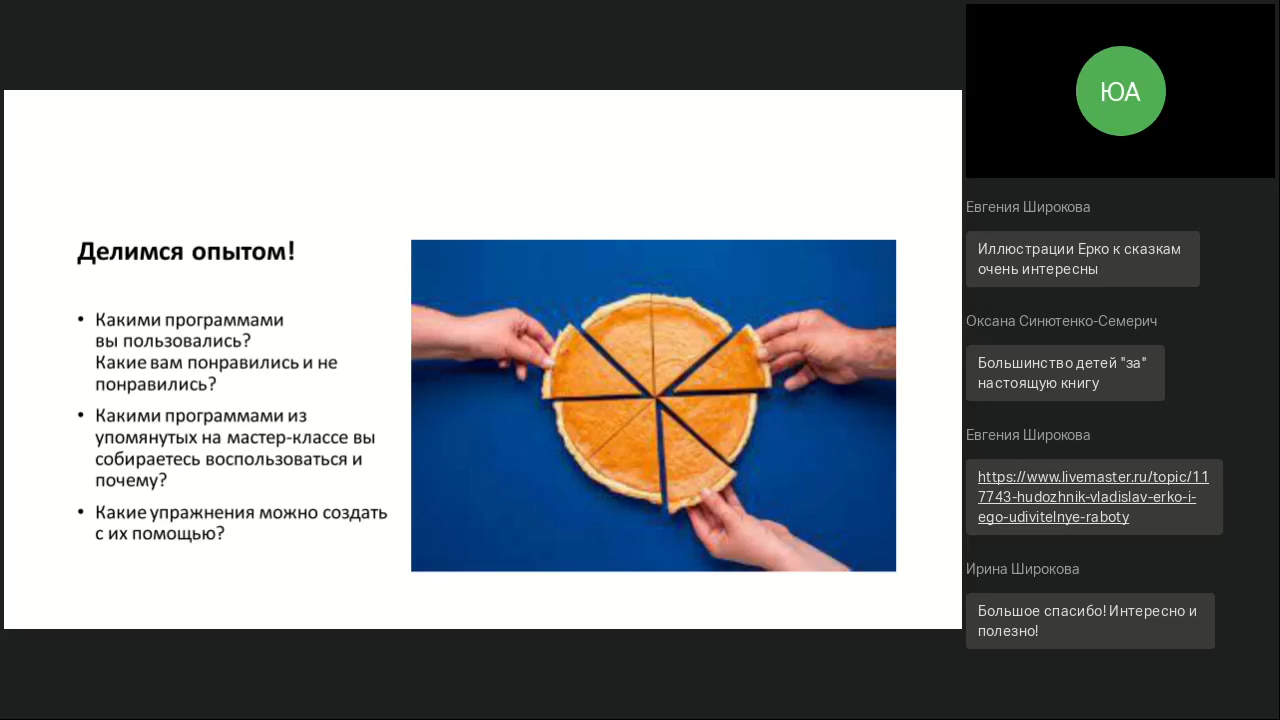 Делимся опытом!
• Какими программами
вы пользовались?
Какие вам понравились и не
понравились?
• Какими программами из
упомянутых на мастер-классе вы
собираетесь воспользоваться и
почему?
• Какие упражнения можно создать
с их помощью?
ЮА
Евгения Широкова
Иллюстрации Ерко к сказкам
очень интересны
Оксана Синютенко-Семерич
Большинство детей "за"
настоящую книгу
Евгения Широкова
https://www.livemaster.ru/topic/11
7743-hudozhnik-vladislav-erko-i-
ego-udivitelnye-raboty
Ирина Широкова
Большое спасибо! Интересно и
полезно!